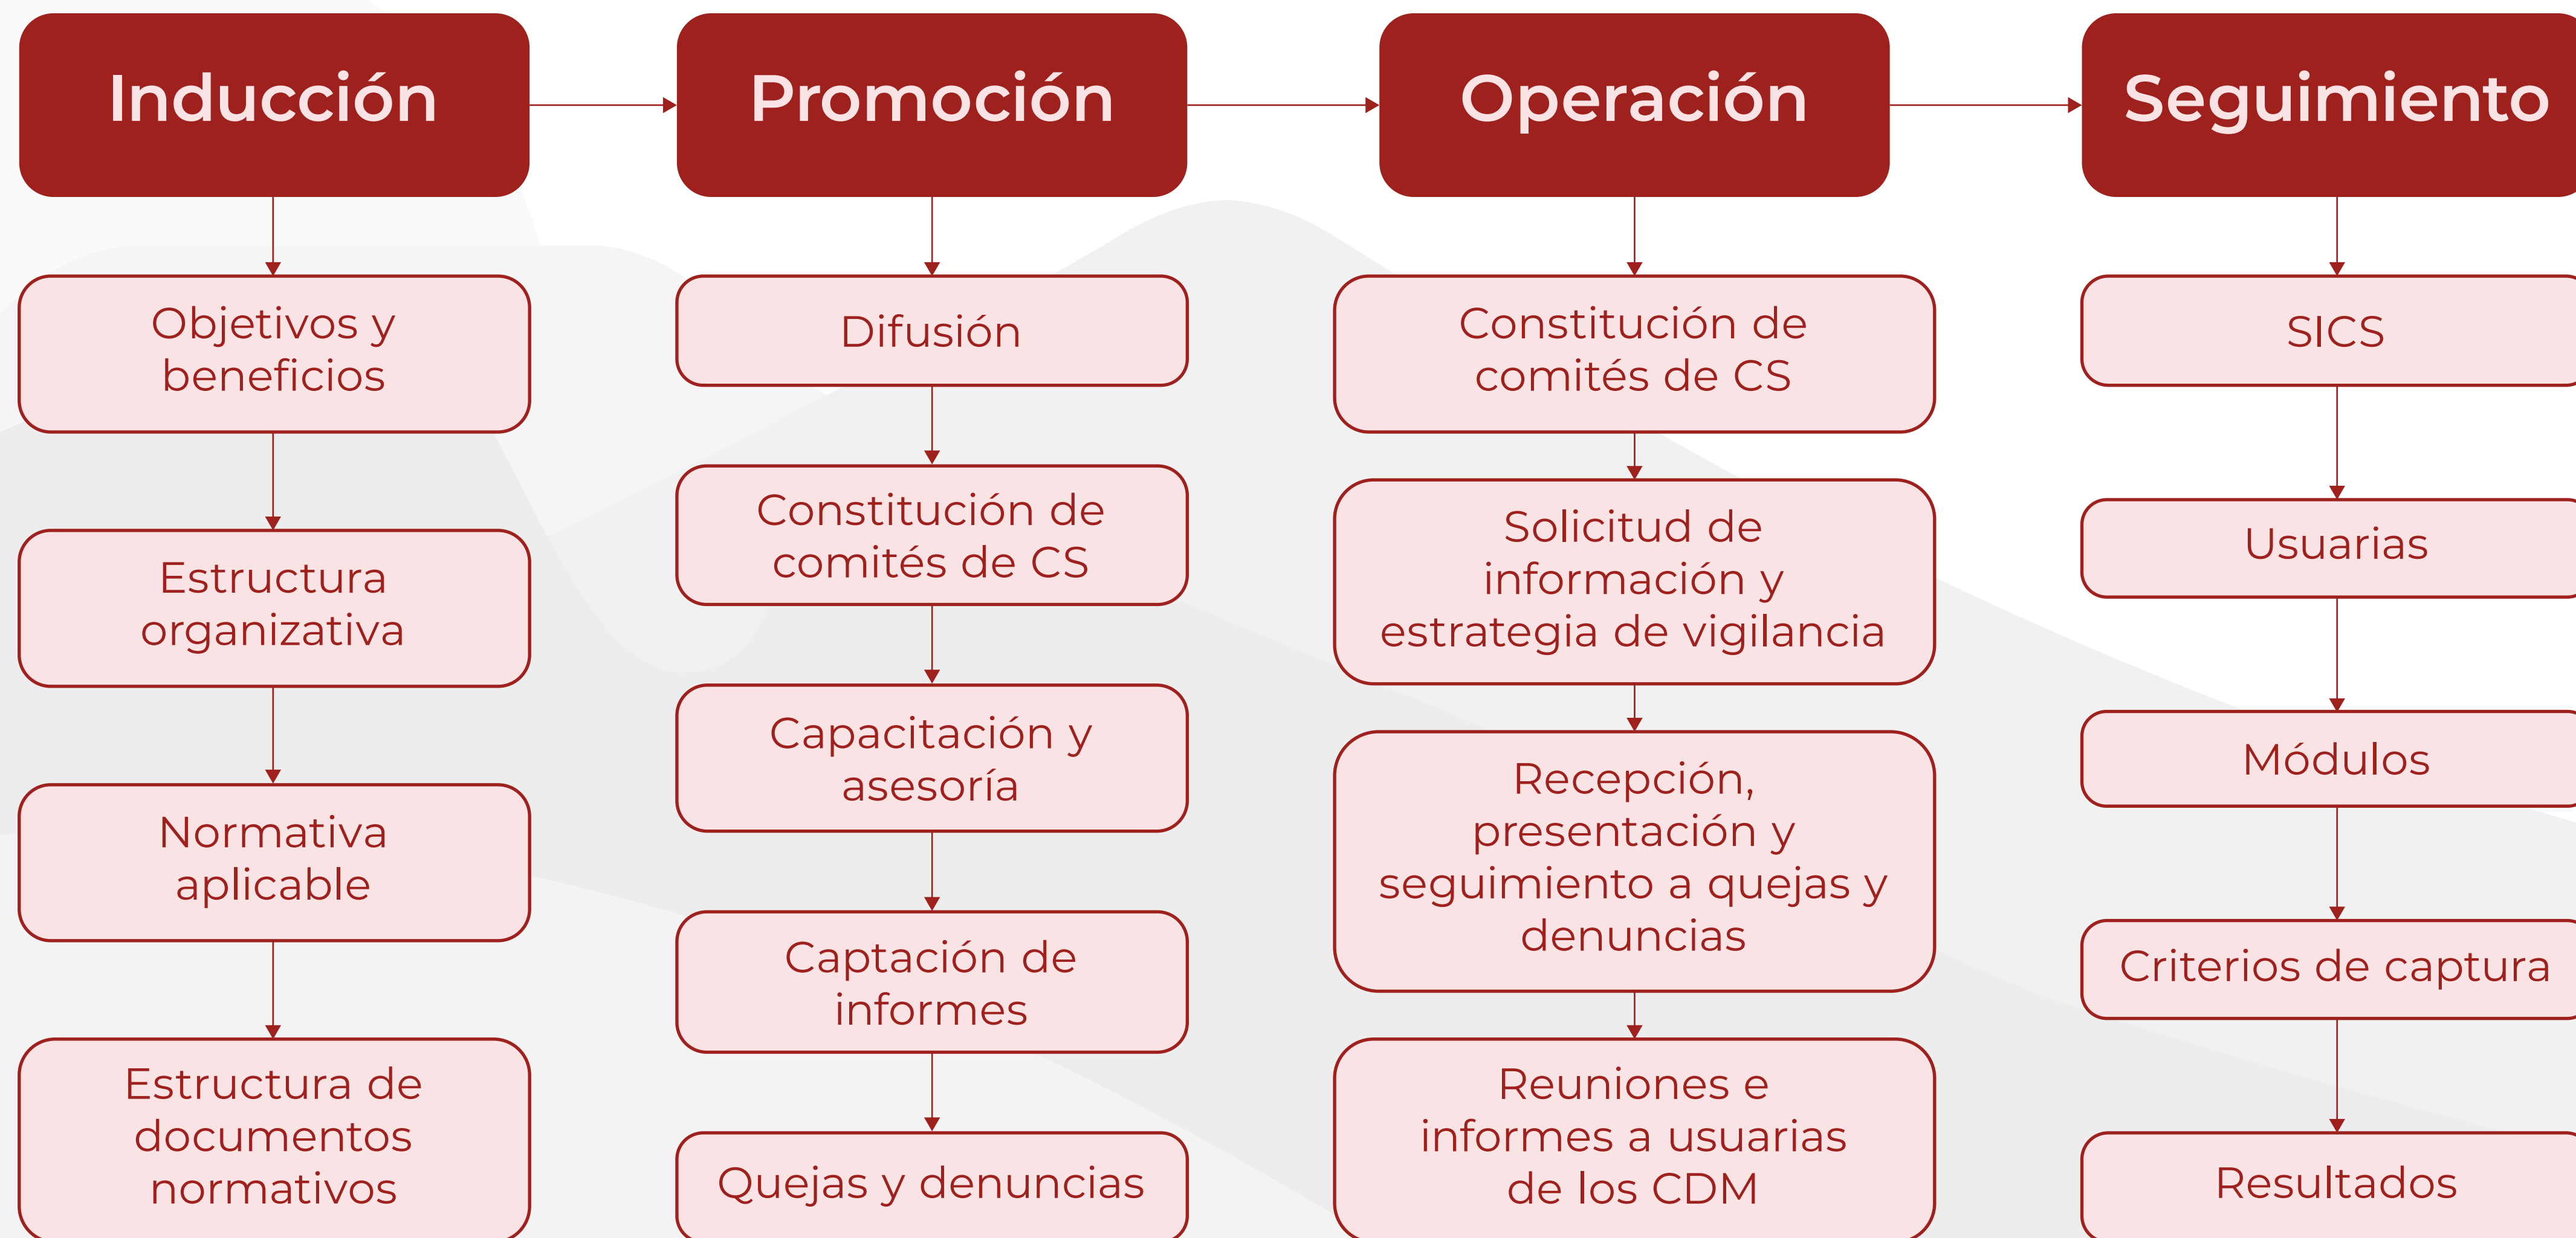 Inducción
Promoción
Operación
Seguimiento
Objetivos y
beneficios
Estructura
organizativa
Normativa
aplicable
Estructura de
documentos
normativos
Difusión
Constitución de
comités de CS
Capacitación y
asesoría
Captación de
informes
Quejas y denuncias
Constitución de
comités de CS
Solicitud de
información y
estrategia de vigilancia
Recepción,
presentación y
seguimiento a quejas y
denuncias
Reuniones e
informes a usuarias
de los CDM
SICS
Usuarias
Módulos
Criterios de captura
Resultados